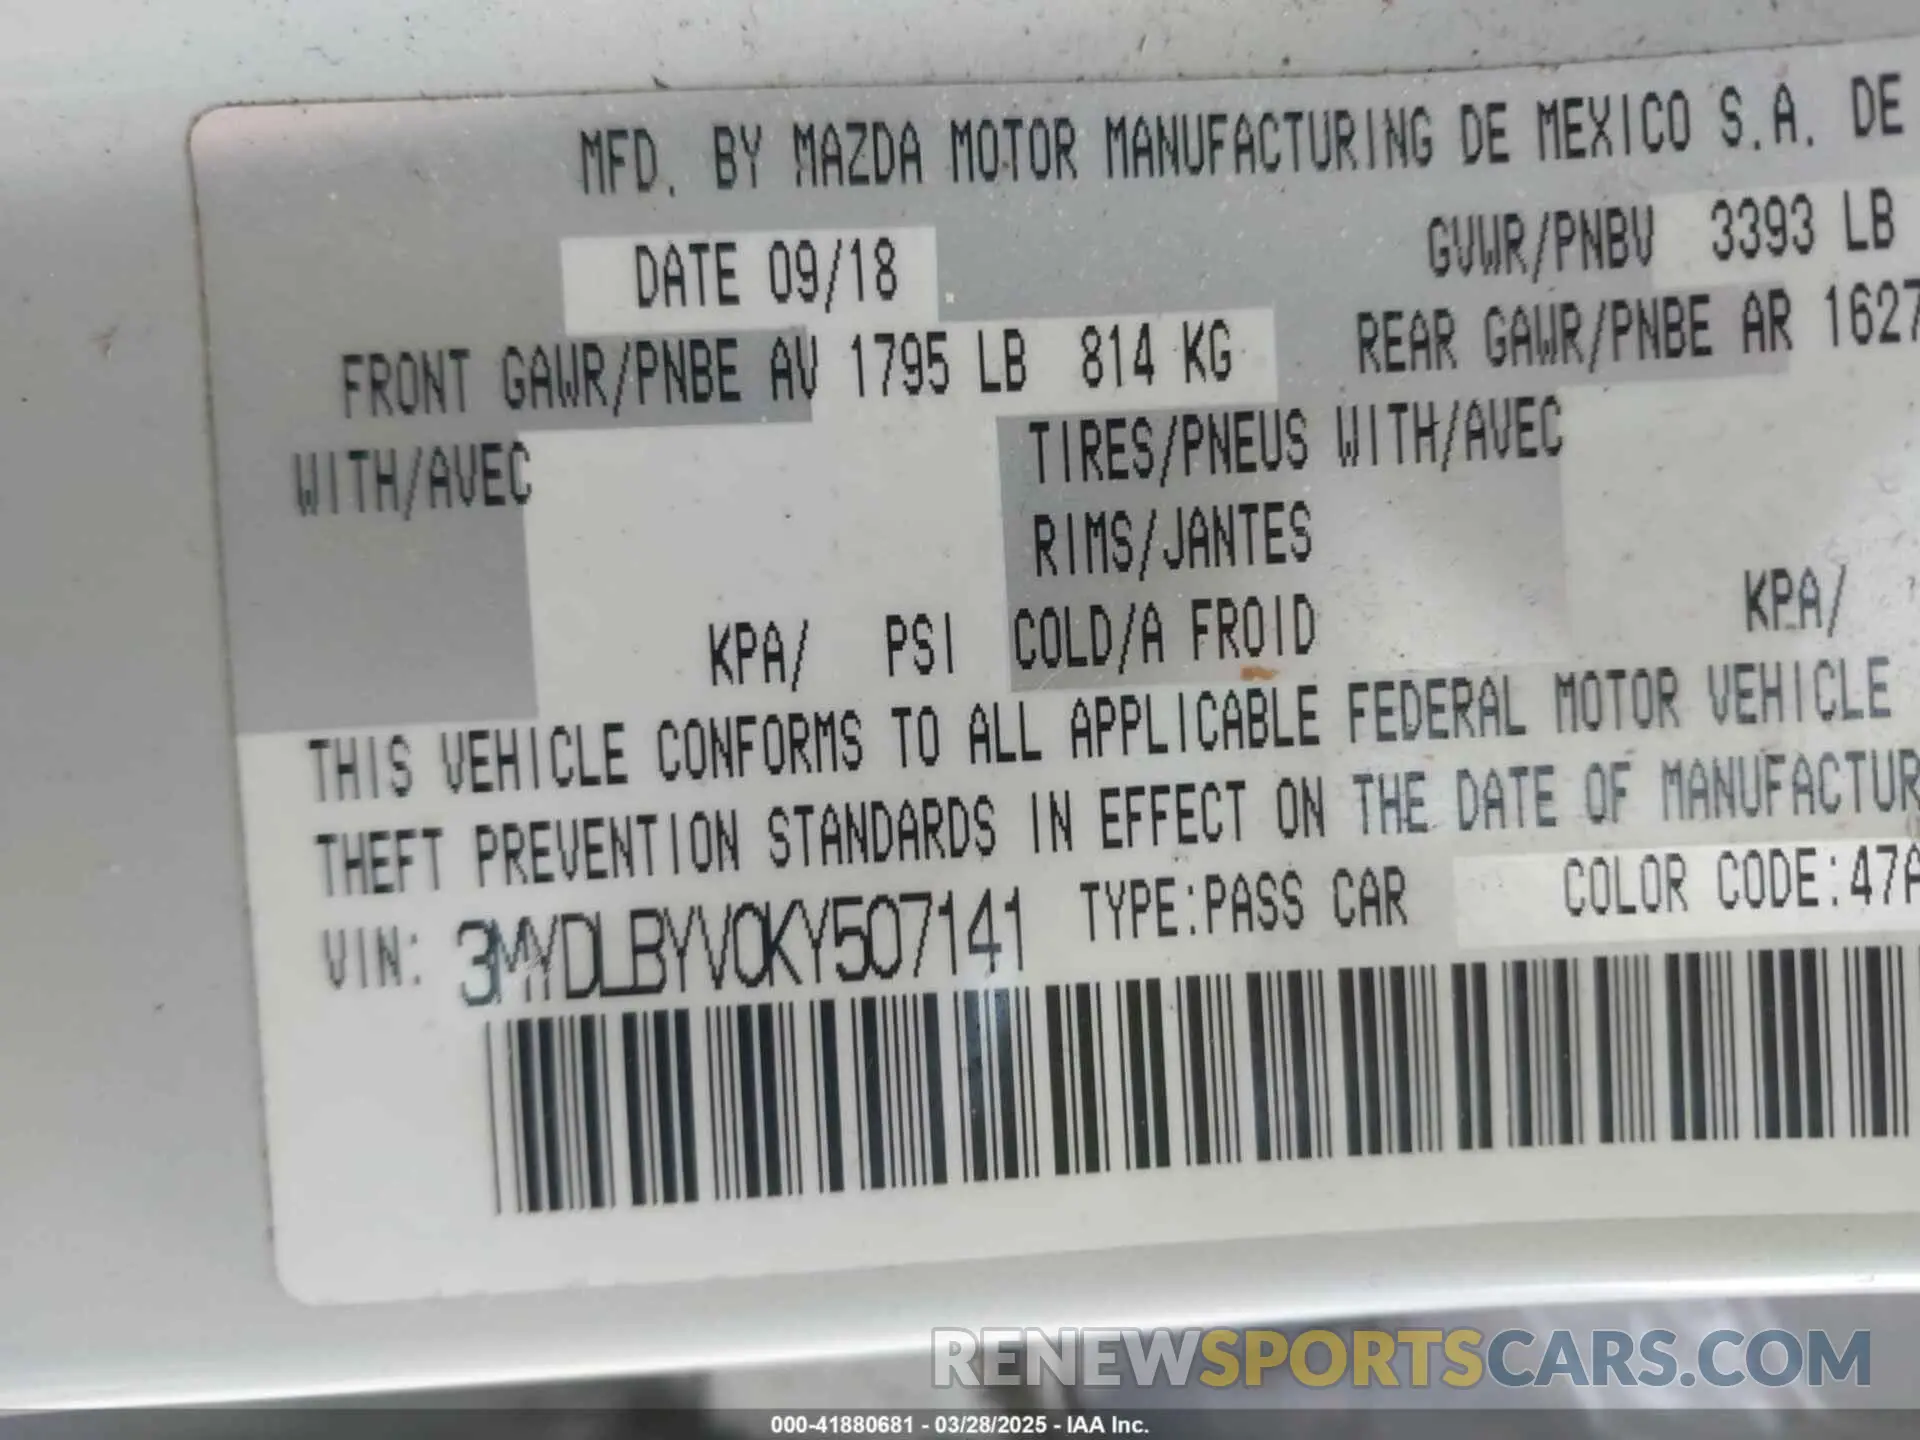 MFD. BY MAZDA MOTOR MANUFACTURING DE MEXICO S.A. DE
DATE 09/18 GVWR/PNBV 3393 LB
FRONT GAWR/PNBE AV 1795 LB 814 KG REAR GAWR/PNBE AR 1627
WITH/AVEC TIRES/PNEUS WITH/AVEC
RIMS/JANTES
KPA/ PSI COLD/A FROID KPA/
THIS VEHICLE CONFORMS TO ALL APPLICABLE FEDERAL MOTOR VEHICLE
THEFT PREVENTION STANDARDS IN EFFECT ON THE DATE OF MANUFACTUR
VIN: 3MYDLBYV0KY507141 TYPE:PASS CAR COLOR CODE:47A
RENEWSPORTSCARS.COM
000-41880681 - 03/28/2025 - IAA Inc.